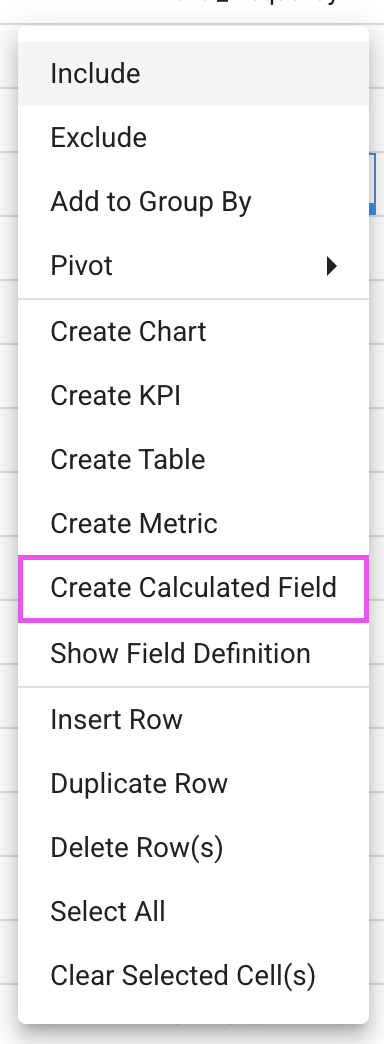 Include
Exclude
Add to Group By
Pivot
Create Chart
Create KPI
Create Table
Create Metric
Create Calculated Field
Show Field Definition
Insert Row
Duplicate Row
Delete Row(s)
Select All
Clear Selected Cell(s)